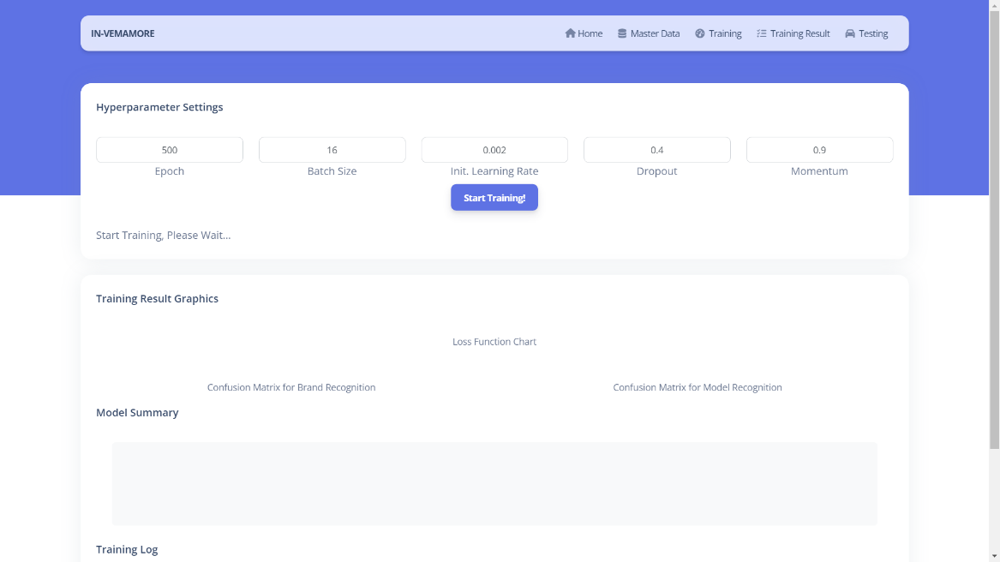 IN-VEMAMORE
Home
Master Data
Training
Training Result
Testing
Hyperparameter Settings
500
16
0.002
0.4
0.9
Epoch
Batch Size
Init. Learning Rate
Dropout
Momentum
Start Training!
Start Training, Please Wait...
Training Result Graphics
Loss Function Chart
Confusion Matrix for Brand Recognition
Confusion Matrix for Model Recognition
Model Summary
Training Log